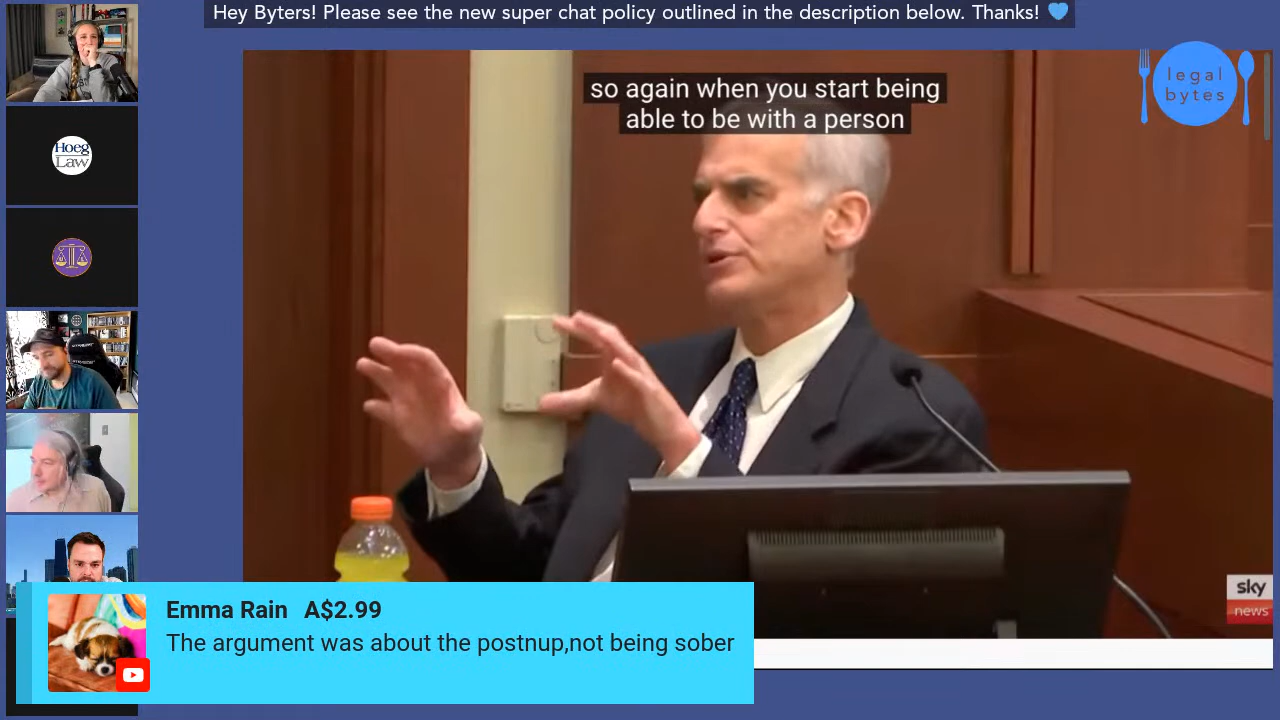 Hey Byters! Please see the new super chat policy outlined in the description below. Thanks! 💙
legal
bytes
so again when you start being
able to be with a person
Hoeg
Law
sky
news
Emma Rain A$2.99
The argument was about the postnup,not being sober